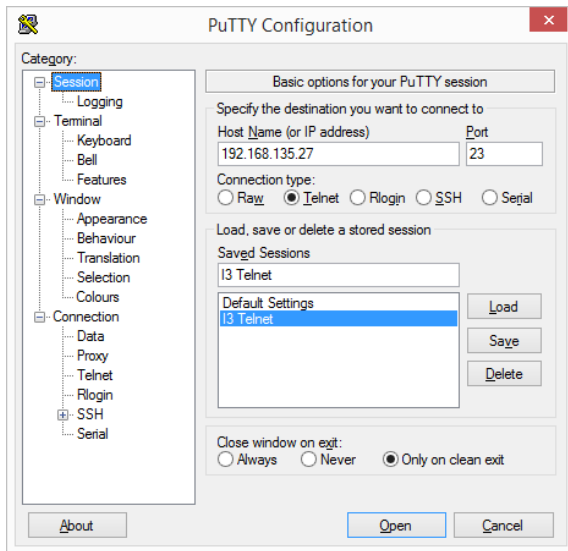 PuTTY Configuration
Category:
Session
Logging
Terminal
Keyboard
Bell
Features
Window
Appearance
Behaviour
Translation
Selection
Colours
Connection
Data
Proxy
Telnet
Rlogin
SSH
Serial
Basic options for your PuTTY session
Specify the destination you want to connect to
Host Name (or IP address) Port
192.168.135.27 23
Connection type:
Raw Telnet Rlogin SSH Serial
Load, save or delete a stored session
Saved Sessions
I3 Telnet
Default Settings
I3 Telnet
Load
Save
Delete
Close window on exit:
Always Never Only on clean exit
About Open Cancel